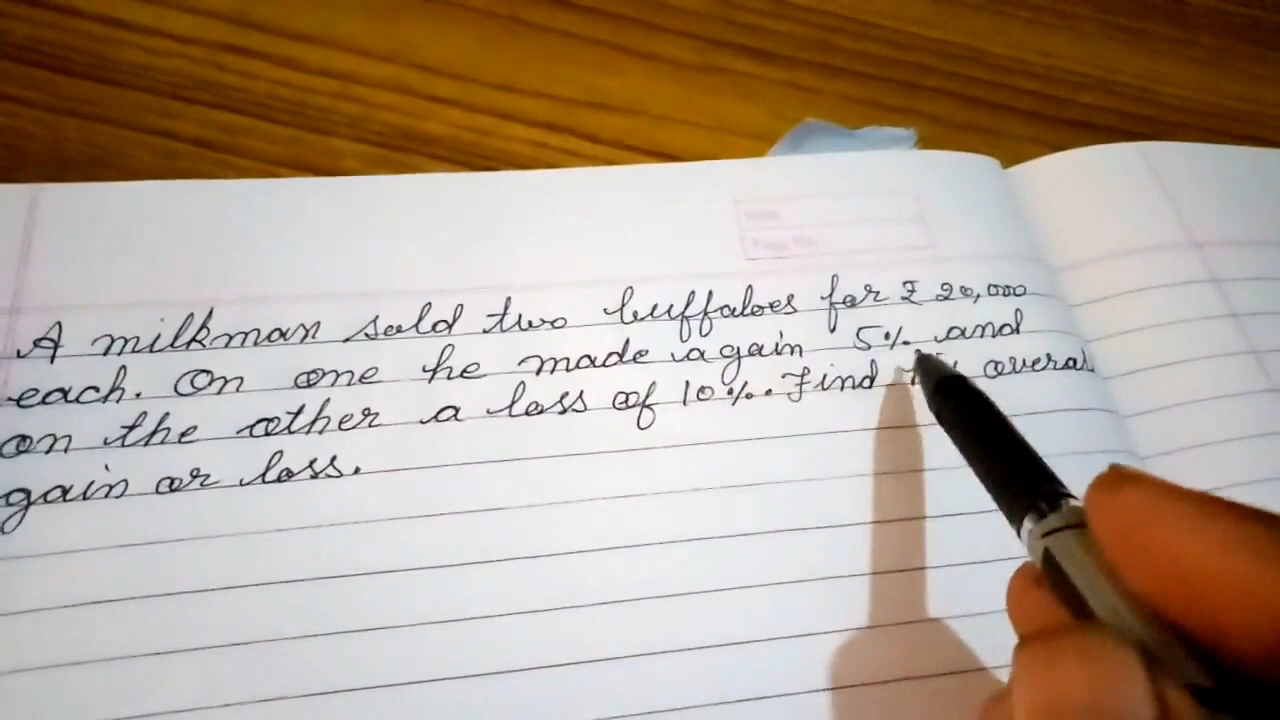 A milkman sold two buffaloes for ₹ 20,000
each. On one he made a gain 5% and
on the other a loss of 10%. Find overal
gain or loss.